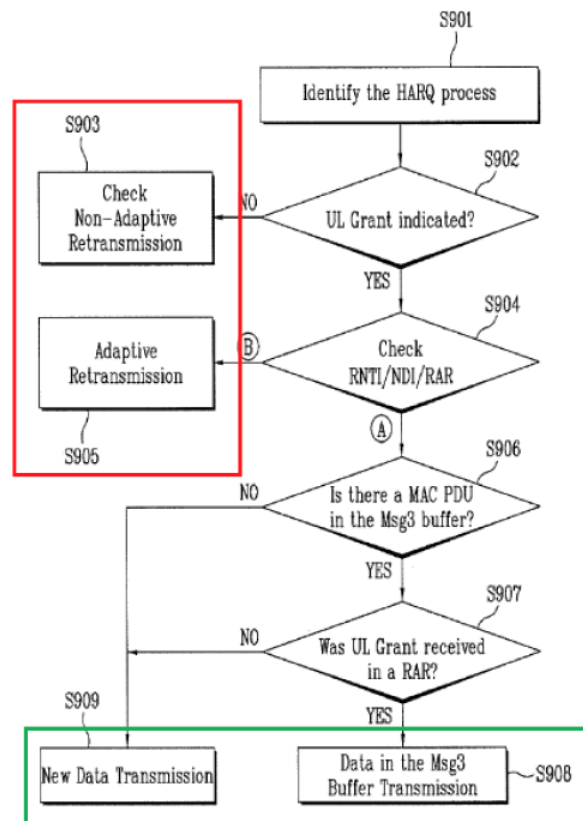 S901
Identify the HARQ process
S902
UL Grant indicated?
NO
YES
S903
Check
Non-Adaptive
Retransmission
S904
Check
RNTI/NDI/RAR
B
A
Adaptive
Retransmission
S905
S906
Is there a MAC PDU
in the Msg3 buffer?
NO
YES
S907
Was UL Grant received
in a RAR?
NO
YES
S909
New Data Transmission
Data in the Msg3
Buffer Transmission
S908